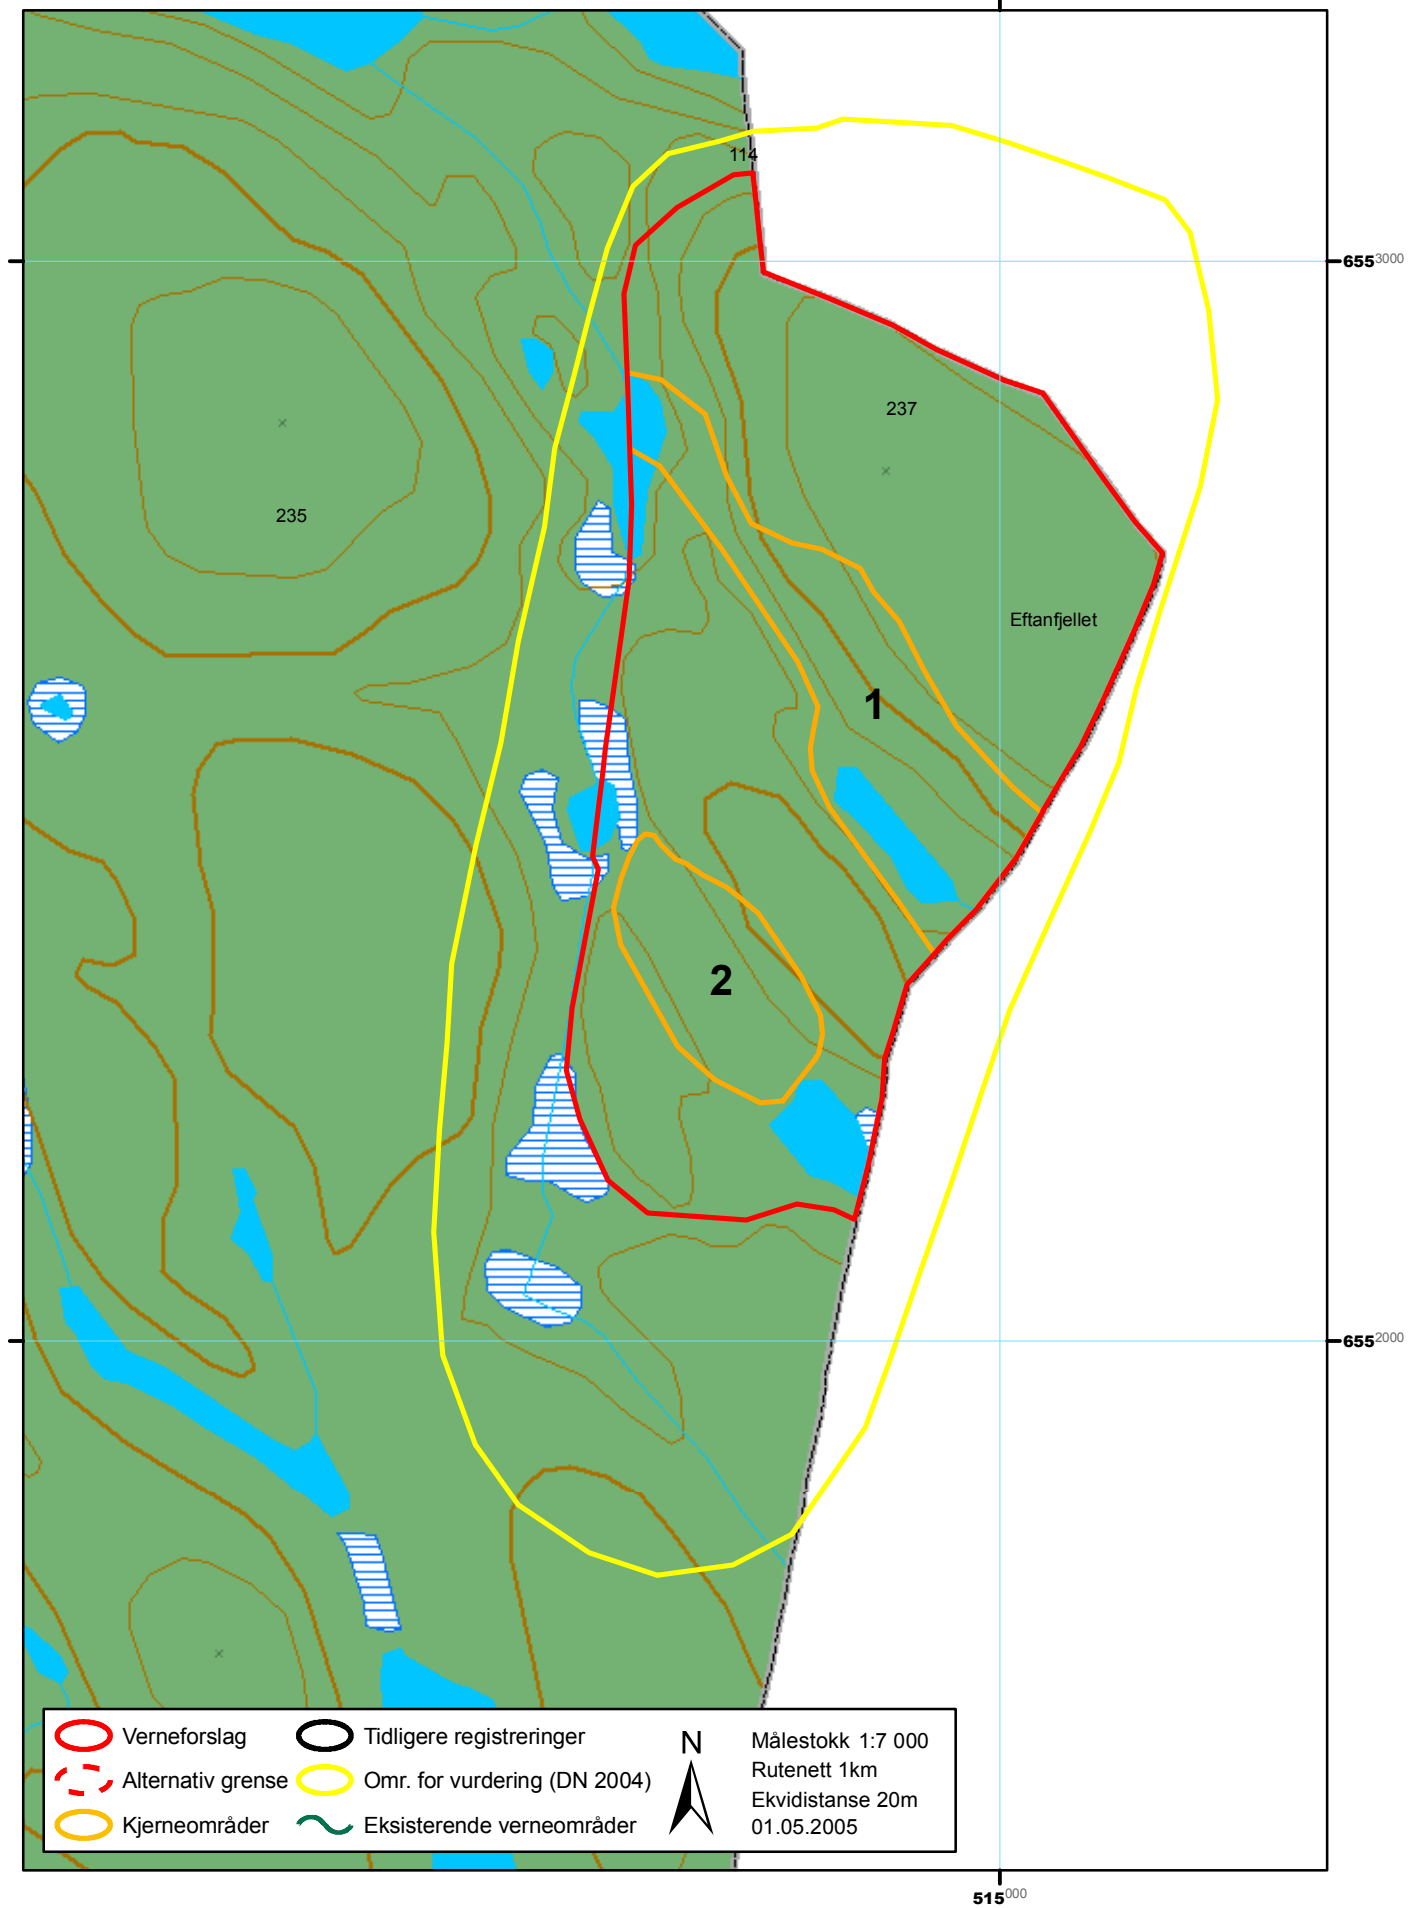 114
6553000
237
235
Eftanfjellet
1
2
6552000
Verneforslag
Alternativ grense
Kjerneområder
Tidligere registreringer
Omr. for vurdering (DN 2004)
Eksisterende verneområder
N
Målestokk 1:7 000
Rutenett 1km
Ekvidistanse 20m
01.05.2005
515000